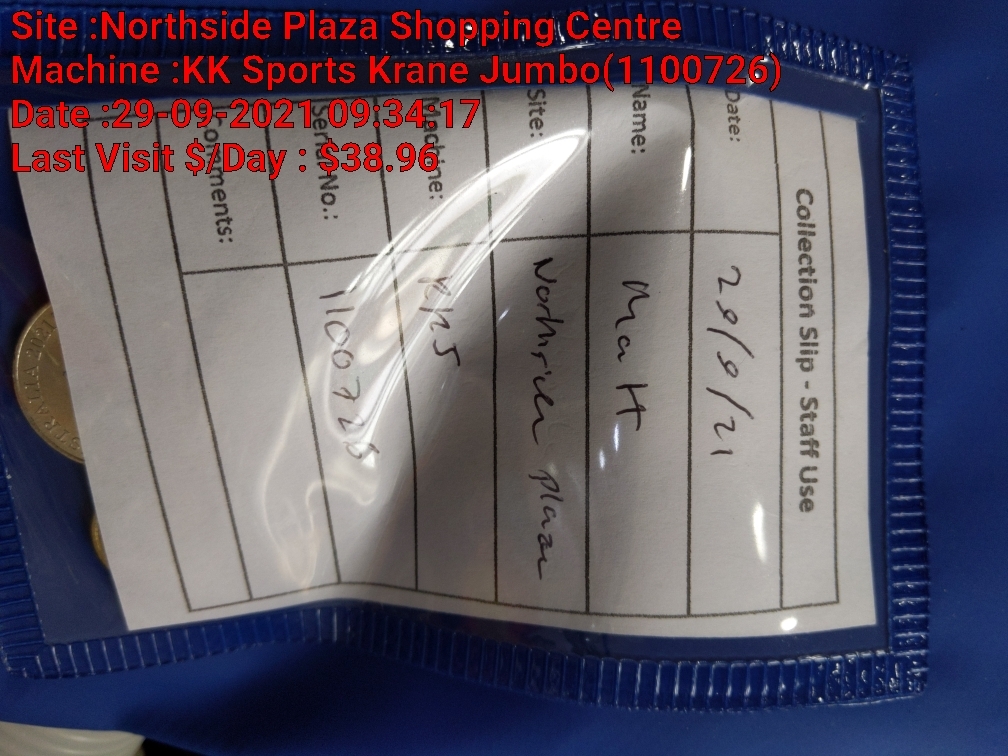 Site :Northside Plaza Shopping Centre
Machine :KK Sports Krane Jumbo(1100726)
Date :29-09-2021 09:34:17
Last Visit $/Day : $38.96
Collection Slip - Staff Use
Date: 29/9/21
Name: Matt
Site: plaza
Machine:
Serial No.: 1100726
Comments: